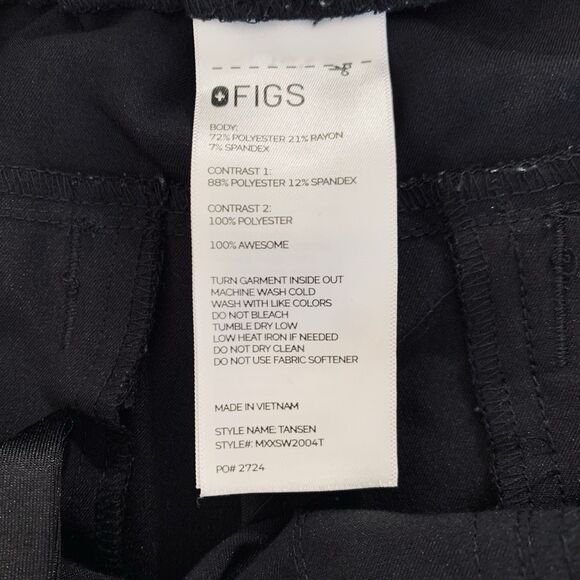 FIGS
BODY:
72% POLYESTER 21% RAYON
7% SPANDEX
CONTRAST 1:
88% POLYESTER 12% SPANDEX
CONTRAST 2:
100% POLYESTER
100% AWESOME
TURN GARMENT INSIDE OUT
MACHINE WASH COLD
WASH WITH LIKE COLORS
DO NOT BLEACH
TUMBLE DRY LOW
LOW HEAT IRON IF NEEDED
DO NOT DRY CLEAN
DO NOT USE FABRIC SOFTENER
MADE IN VIETNAM
STYLE NAME: TANSEN
STYLE#: MXXSW2004T
PO# 2724